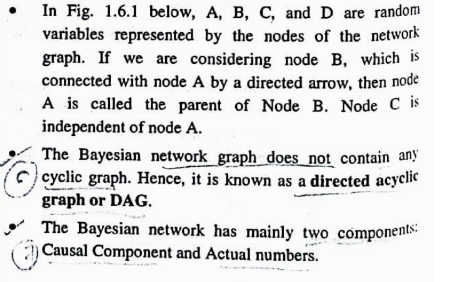 • In Fig. 1.6.1 below, A, B, C, and D are random
variables represented by the nodes of the network
graph. If we are considering node B, which is
connected with node A by a directed arrow, then node
A is called the parent of Node B. Node C is
independent of node A.
• The Bayesian network graph does not contain any
cyclic graph. Hence, it is known as a directed acyclic
graph or DAG.
• The Bayesian network has mainly two components:
Causal Component and Actual numbers.